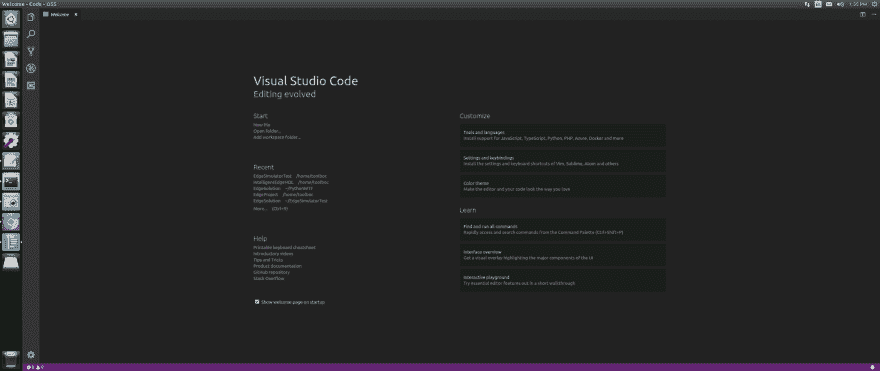 Welcome - Code - OSS
1:35 PM
Welcome
Visual Studio Code
Editing evolved
Start
New file
Open folder...
Add workspace folder...
Recent
EdgeSimulatorTest /home/toolbox
IntelligentEdgeHOL /home/toolbox
EdgeSolution
EdgeProject /home/toolbox
EdgeSolution ~/EdgeSimulatorTest
More... (Ctrl+R)
Help
Printable keyboard cheatsheet
Introductory videos
Tips and Tricks
Product documentation
GitHub repository
Stack Overflow
Show welcome page on startup
Customize
Tools and languages
Install support for JavaScript, TypeScript, Python, PHP, Azure, Docker and more
Settings and keybindings
Install the settings and keyboard shortcuts of Vim, Sublime, Atom and others
Color theme
Make the editor and your code look the way you love
Learn
Find and run all commands
Rapidly access and search commands from the Command Palette (Ctrl+Shift+P)
Interface overview
Get a visual overlay highlighting the major components of the UI
Interactive playground
Try essential editor features out in a short walkthrough